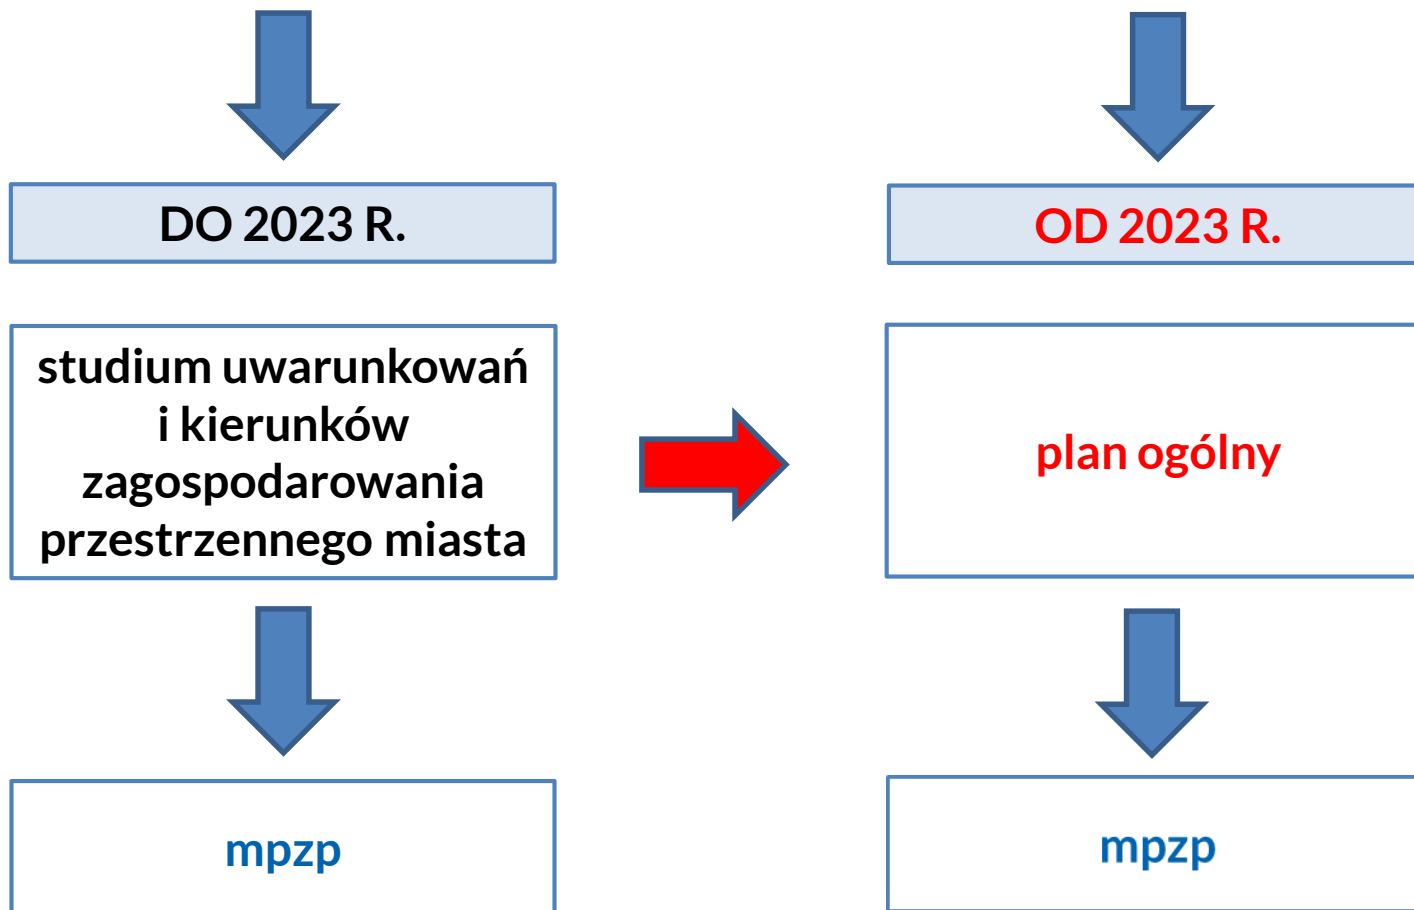 DO 2023 R.
studium uwarunkowań
i kierunków
zagospodarowania
przestrzennego miasta
mpzp
OD 2023 R.
plan ogólny
mpzp